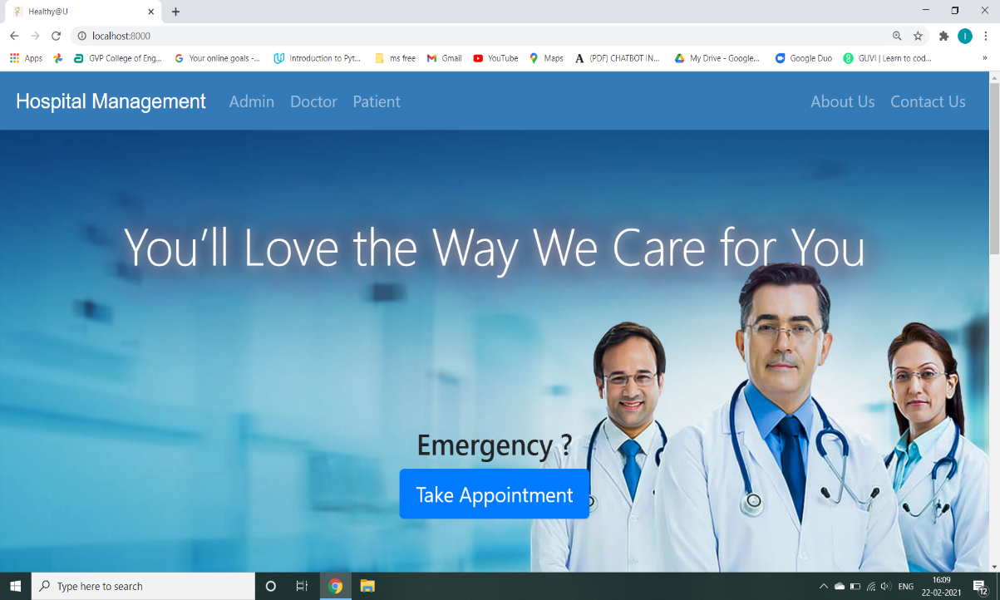 Healthy@U
localhost:8000
Apps
GVP College of Eng...
Your online goals -...
Introduction to Pyt...
ms free
Gmail
YouTube
Maps
(PDF) CHATBOT IN...
My Drive - Google...
Google Duo
GUVI | Learn to cod...
»
Hospital Management
Admin
Doctor
Patient
About Us
Contact Us
You’ll Love the Way We Care for You
Emergency ?
Take Appointment
Type here to search
ENG
16:09
22-02-2021
12